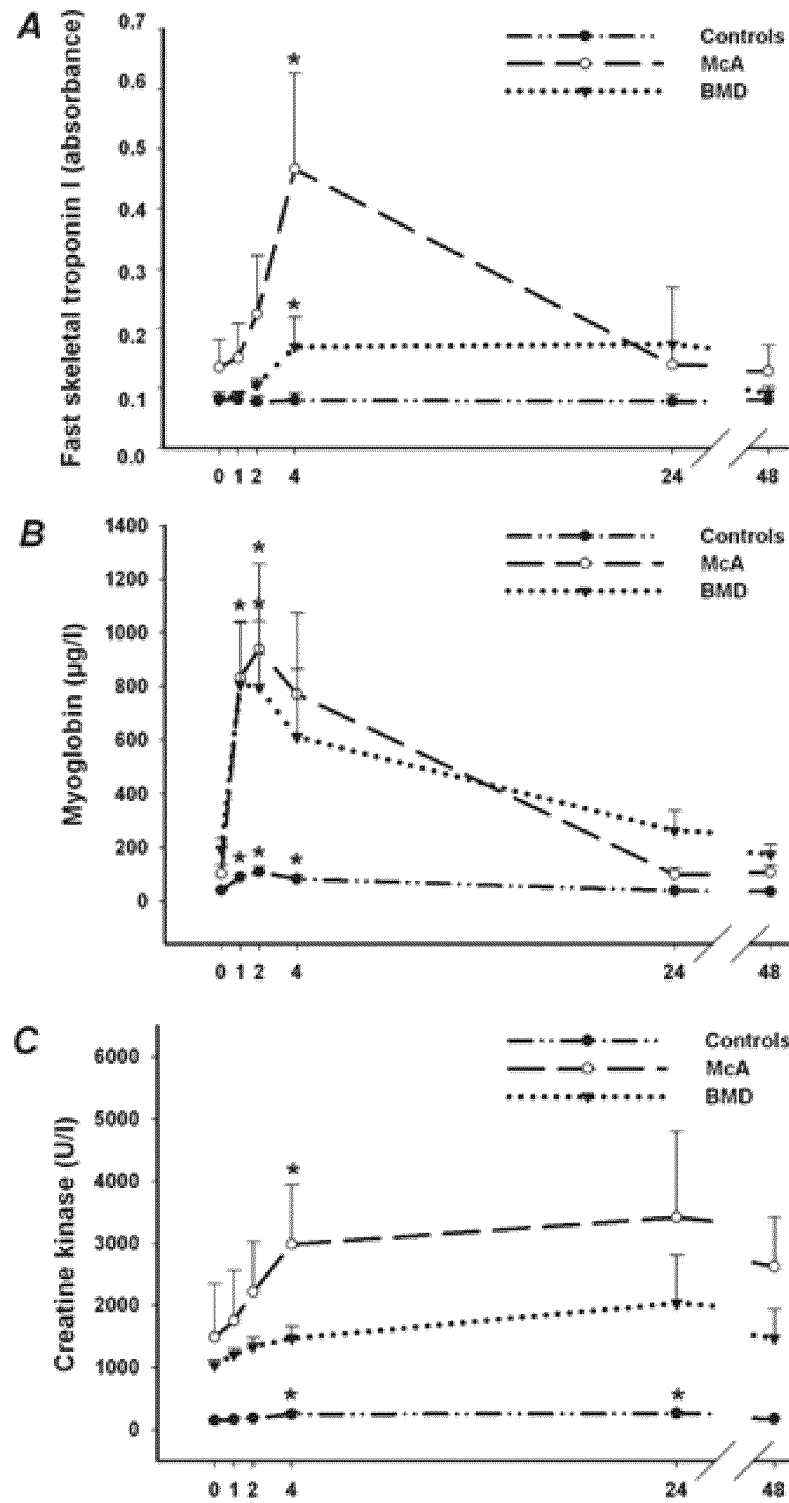 A
Fast skeletal troponin I (absorbance)
0.7
0.6
0.5
0.4
0.3
0.2
0.1
0.0
*
*
Controls
McA
BMD
0 1 2 4 24 48
B
Myoglobin (µg/l)
1400
1200
1000
800
600
400
200
0
*
* *
* * *
Controls
McA
BMD
0 1 2 4 24 48
C
Creatine kinase (U/l)
6000
5000
4000
3000
2000
1000
0
*
* *
Controls
McA
BMD
0 1 2 4 24 48